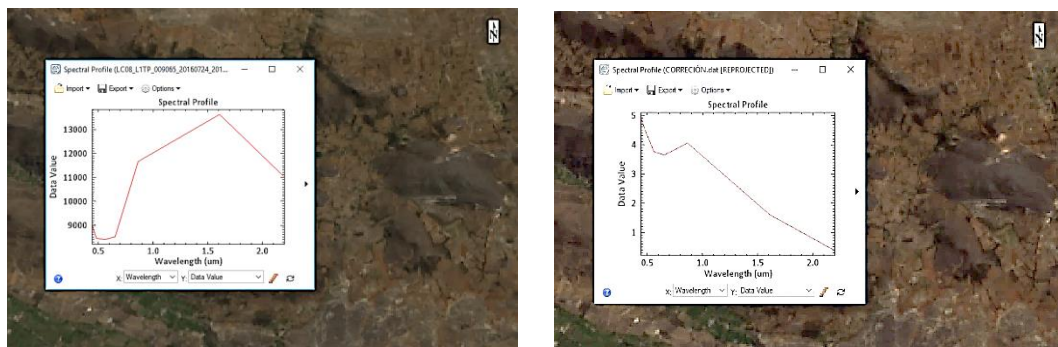 N
Spectral Profile (LC08_L1TP_009065_20160724_201...
Import Export Options
Spectral Profile
13000
12000
11000
10000
9000
Data Value
0.5 1.0 1.5 2.0
Wavelength (um)
X: Wavelength Y: Data Value
N
Spectral Profile (CORRECIÓN.dat [REPROJECTED])
Import Export Options
Spectral Profile
5
4
3
2
1
Data Value
0.5 1.0 1.5 2.0
Wavelength (um)
X: Wavelength Y: Data Value